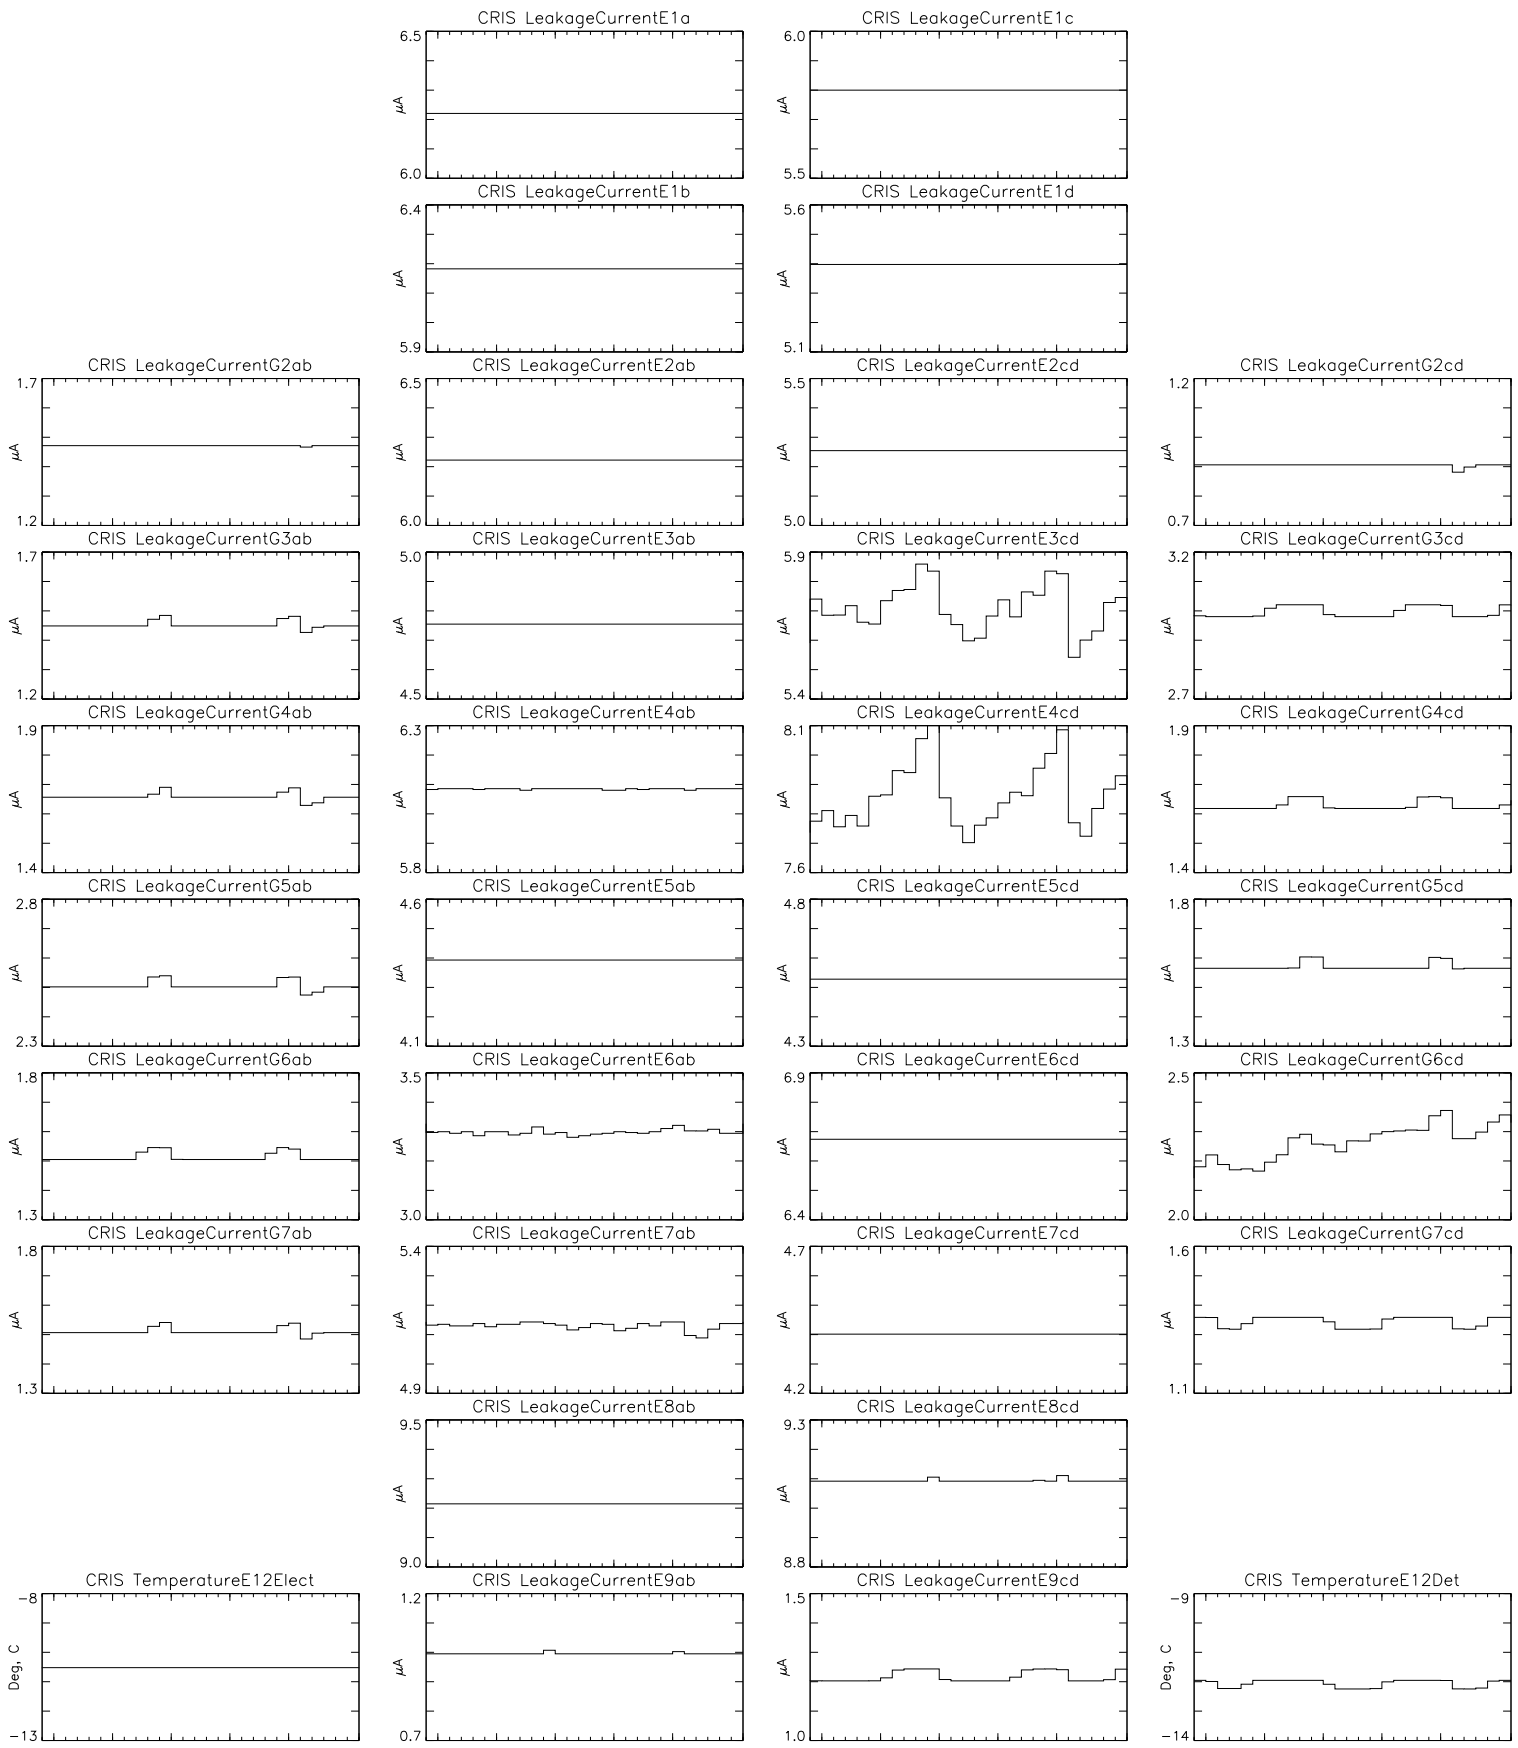 CRIS LeakageCurrentE1a
CRIS LeakageCurrentE1c
6.5
μA
6.0
6.0
μA
5.5
CRIS LeakageCurrentE1b
CRIS LeakageCurrentE1d
6.4
μA
5.9
5.6
μA
5.1
CRIS LeakageCurrentG2ab
CRIS LeakageCurrentE2ab
CRIS LeakageCurrentE2cd
CRIS LeakageCurrentG2cd
1.7
μA
1.2
6.5
μA
6.0
5.5
μA
5.0
1.2
μA
0.7
CRIS LeakageCurrentG3ab
CRIS LeakageCurrentE3ab
CRIS LeakageCurrentE3cd
CRIS LeakageCurrentG3cd
1.7
μA
1.2
5.0
μA
4.5
5.9
μA
5.4
3.2
μA
2.7
CRIS LeakageCurrentG4ab
CRIS LeakageCurrentE4ab
CRIS LeakageCurrentE4cd
CRIS LeakageCurrentG4cd
1.9
μA
1.4
6.3
μA
5.8
8.1
μA
7.6
1.9
μA
1.4
CRIS LeakageCurrentG5ab
CRIS LeakageCurrentE5ab
CRIS LeakageCurrentE5cd
CRIS LeakageCurrentG5cd
2.8
μA
2.3
4.6
μA
4.1
4.8
μA
4.3
1.8
μA
1.3
CRIS LeakageCurrentG6ab
CRIS LeakageCurrentE6ab
CRIS LeakageCurrentE6cd
CRIS LeakageCurrentG6cd
1.8
μA
1.3
3.5
μA
3.0
6.9
μA
6.4
2.5
μA
2.0
CRIS LeakageCurrentG7ab
CRIS LeakageCurrentE7ab
CRIS LeakageCurrentE7cd
CRIS LeakageCurrentG7cd
1.8
μA
1.3
5.4
μA
4.9
4.7
μA
4.2
1.6
μA
1.1
CRIS LeakageCurrentE8ab
CRIS LeakageCurrentE8cd
9.5
μA
9.0
9.3
μA
8.8
CRIS TemperatureE12Elect
CRIS LeakageCurrentE9ab
CRIS LeakageCurrentE9cd
CRIS TemperatureE12Det
-8
Deg, C
-13
1.2
μA
0.7
1.5
μA
1.0
-9
Deg, C
-14